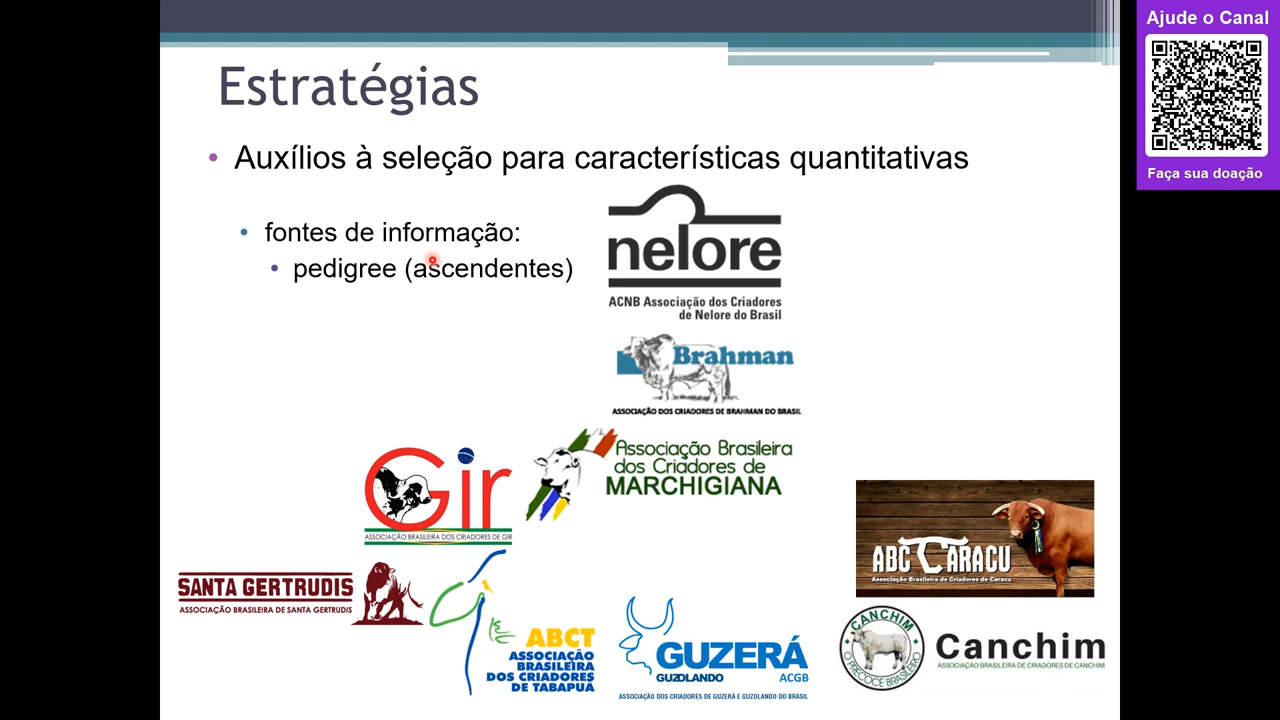 Ajude o Canal
Faça sua doação
Estratégias
• Auxílios à seleção para características quantitativas
• fontes de informação:
• pedigree (ascendentes)
nelore
ACNB Associação dos Criadores
de Nelore do Brasil
Brahman
ASSOCIAÇÃO DOS CRIADORES DE BRAHMAN DO BRASIL
Associação Brasileira
dos Criadores de
MARCHIGIANA
Gir
ASSOCIAÇÃO BRASILEIRA DOS CRIADORES DE GIR
ABC CARACU
Associação Brasileira de Criadores de Caracu
SANTA GERTRUDIS
ASSOCIAÇÃO BRASILEIRA DE SANTA GERTRUDIS
ABCT
ASSOCIAÇÃO
BRASILEIRA
DOS CRIADORES
DE TABAPUÃ
GUZERÁ
GUZOLANDO ACGB
ASSOCIAÇÃO DOS CRIADORES DE GUZERÁ E GUZOLANDO DO BRASIL
CANCHIM
O PRECOCE BRASILEIRO
Canchim
ASSOCIAÇÃO BRASILEIRA DE CRIADORES DE CANCHIM